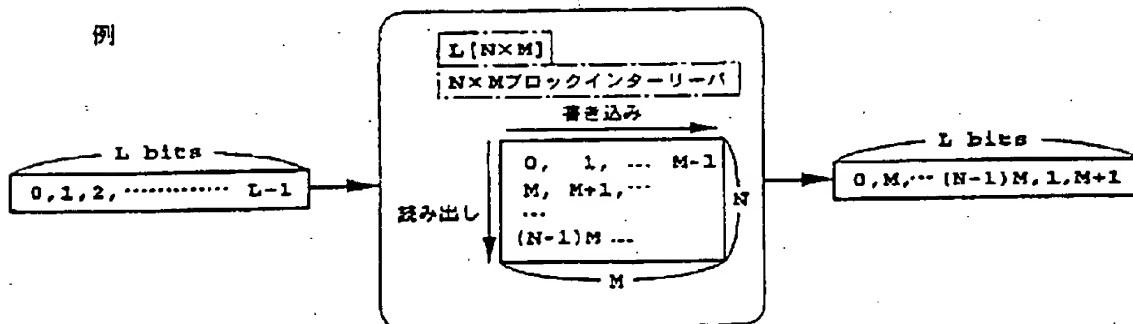 例
L[N×M]
N×Mブロックインターリーバ
書き込み
L bits
0,1,2,············· L-1
読み出し
0, 1, … M-1
M, M+1,…
…
(N-1)M …
N
M
L bits
0,M,… (N-1)M,1,M+1